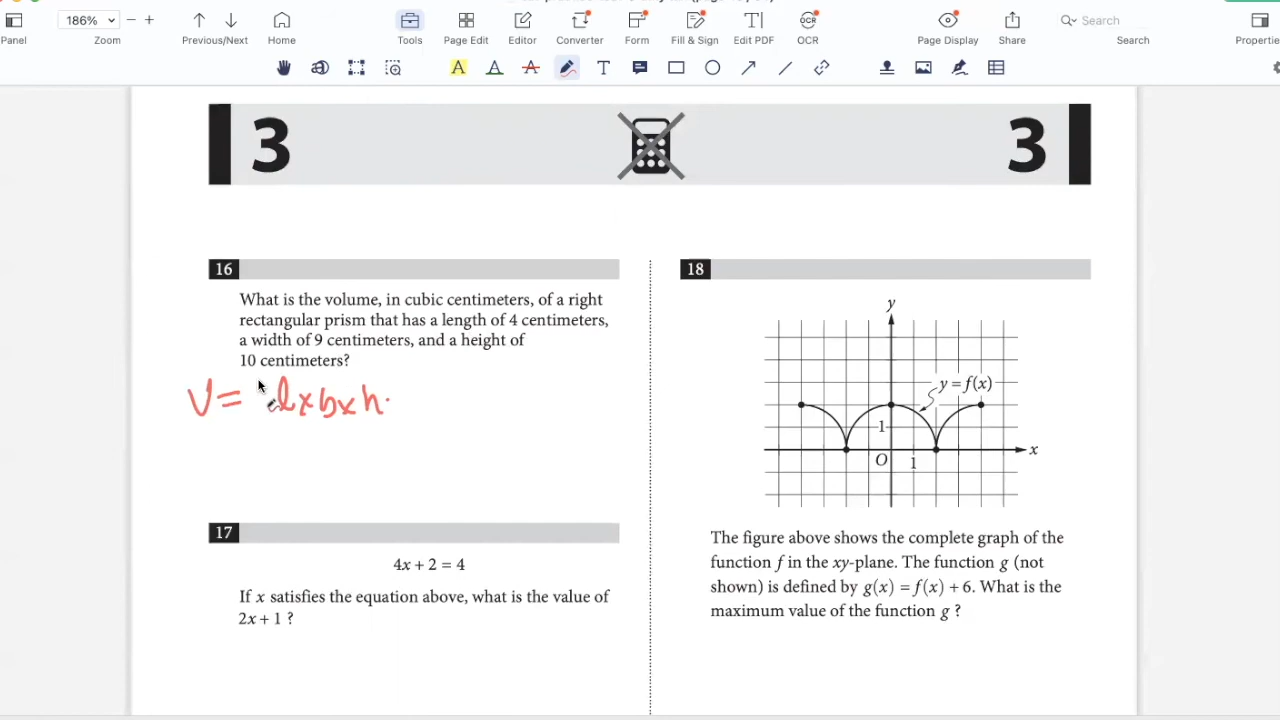 186%
Search
Panel
Zoom
Previous/Next
Home
Tools
Page Edit
Editor
Converter
Form
Fill & Sign
Edit PDF
OCR
OCR
Page Display
Share
Search
Propertie
3
3
16
What is the volume, in cubic centimeters, of a right
rectangular prism that has a length of 4 centimeters,
a width of 9 centimeters, and a height of
10 centimeters?
V = l x b x h.
17
4x + 2 = 4
If x satisfies the equation above, what is the value of
2x + 1 ?
18
y
y = f(x)
1
O
1
x
The figure above shows the complete graph of the
function f in the xy-plane. The function g (not
shown) is defined by g(x) = f(x) + 6. What is the
maximum value of the function g ?